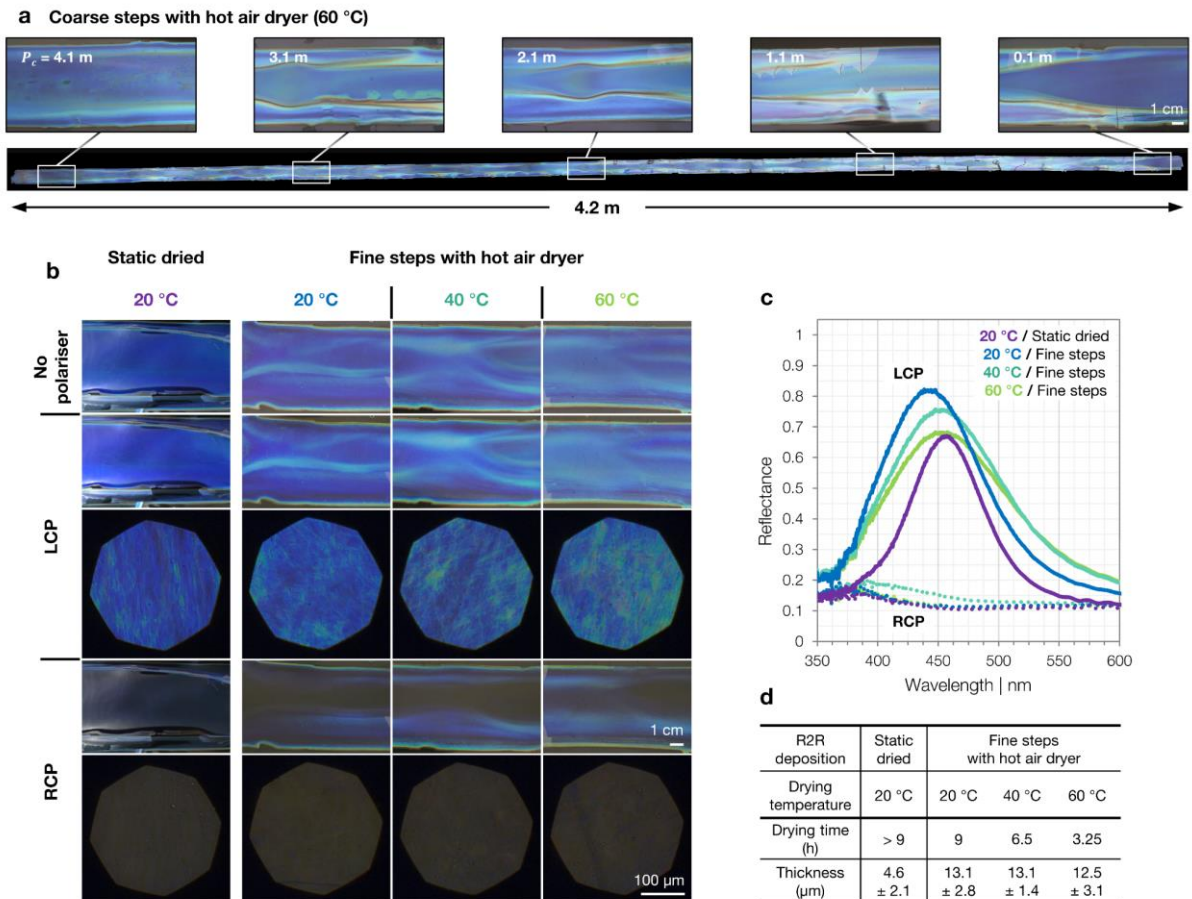 a Coarse steps with hot air dryer (60 °C)
P_c = 4.1 m
3.1 m
2.1 m
1.1 m
0.1 m
1 cm
4.2 m
b
Static dried
Fine steps with hot air dryer
20 °C
20 °C
40 °C
60 °C
No polariser
LCP
RCP
1 cm
100 µm
c
20 °C / Static dried
20 °C / Fine steps
40 °C / Fine steps
60 °C / Fine steps
LCP
RCP
Reflectance
1
0.9
0.8
0.7
0.6
0.5
0.4
0.3
0.2
0.1
0
350 400 450 500 550 600
Wavelength | nm
d
R2R deposition
Static dried
Fine steps
with hot air dryer
Drying temperature
20 °C 20 °C 40 °C 60 °C
Drying time (h)
> 9 9 6.5 3.25
Thickness (µm)
4.6 ± 2.1
13.1 ± 2.8
13.1 ± 1.4
12.5 ± 3.1